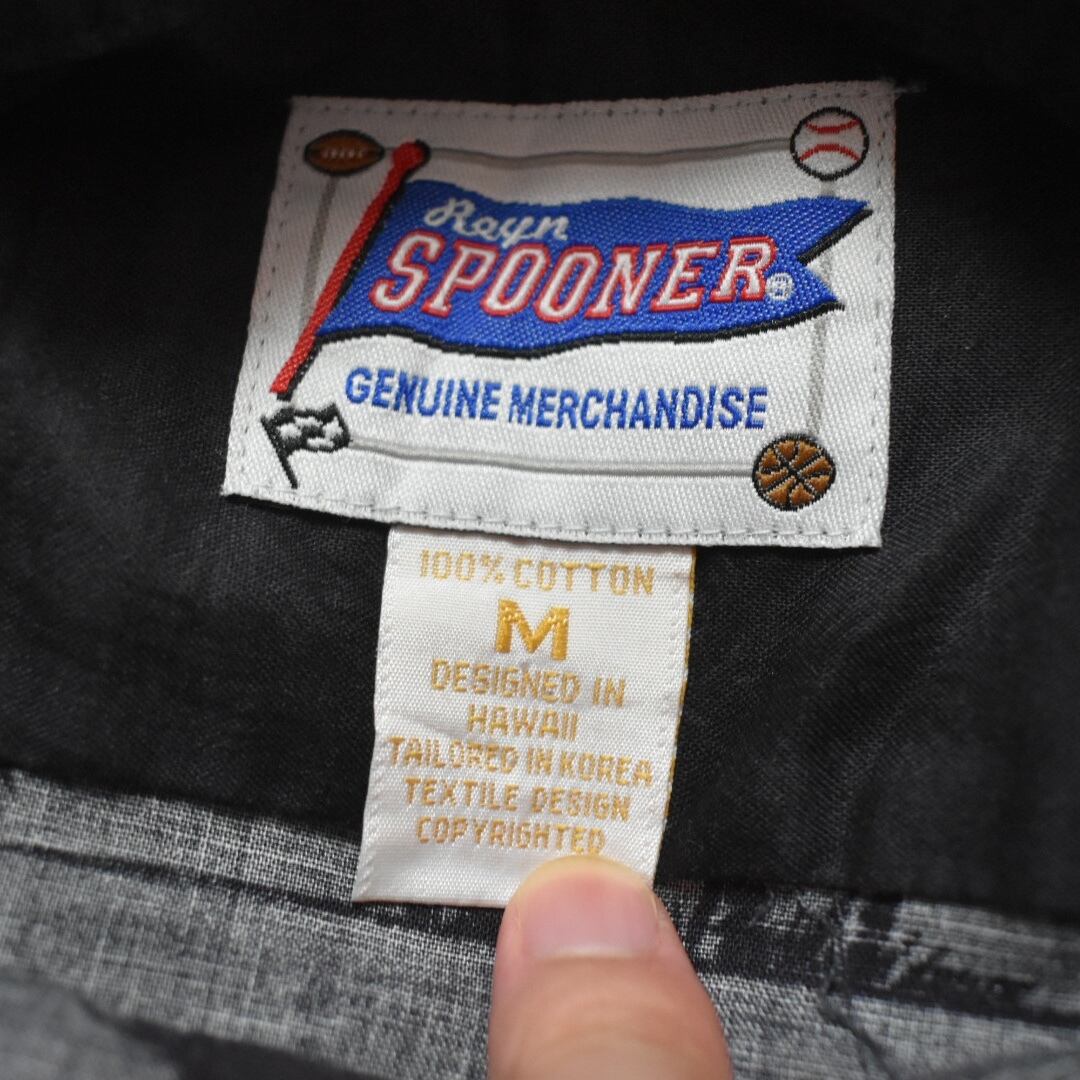 Reyn
SPOONER®
GENUINE MERCHANDISE
100% COTTON
M
DESIGNED IN
HAWAII
TAILORED IN KOREA
TEXTILE DESIGN
COPYRIGHTED